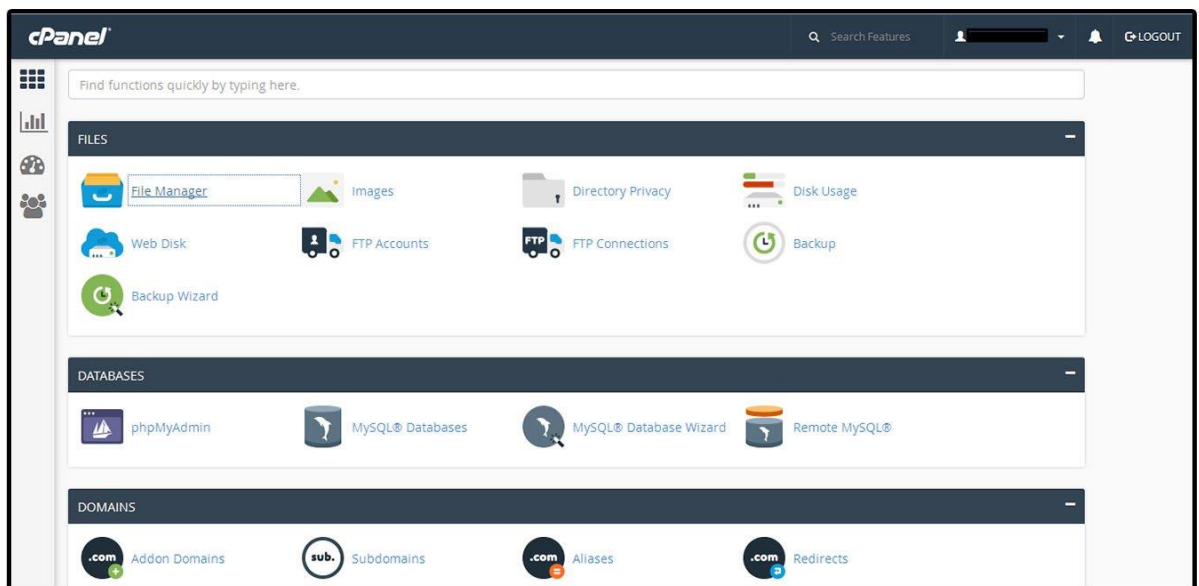 cPanel Search Features LOGOUT
Find functions quickly by typing here.
FILES
File Manager Images Directory Privacy Disk Usage
Web Disk FTP Accounts FTP FTP Connections Backup
Backup Wizard
DATABASES
phpMyAdmin MySQL® Databases MySQL® Database Wizard Remote MySQL®
DOMAINS
.com Addon Domains sub. Subdomains .com Aliases .com Redirects